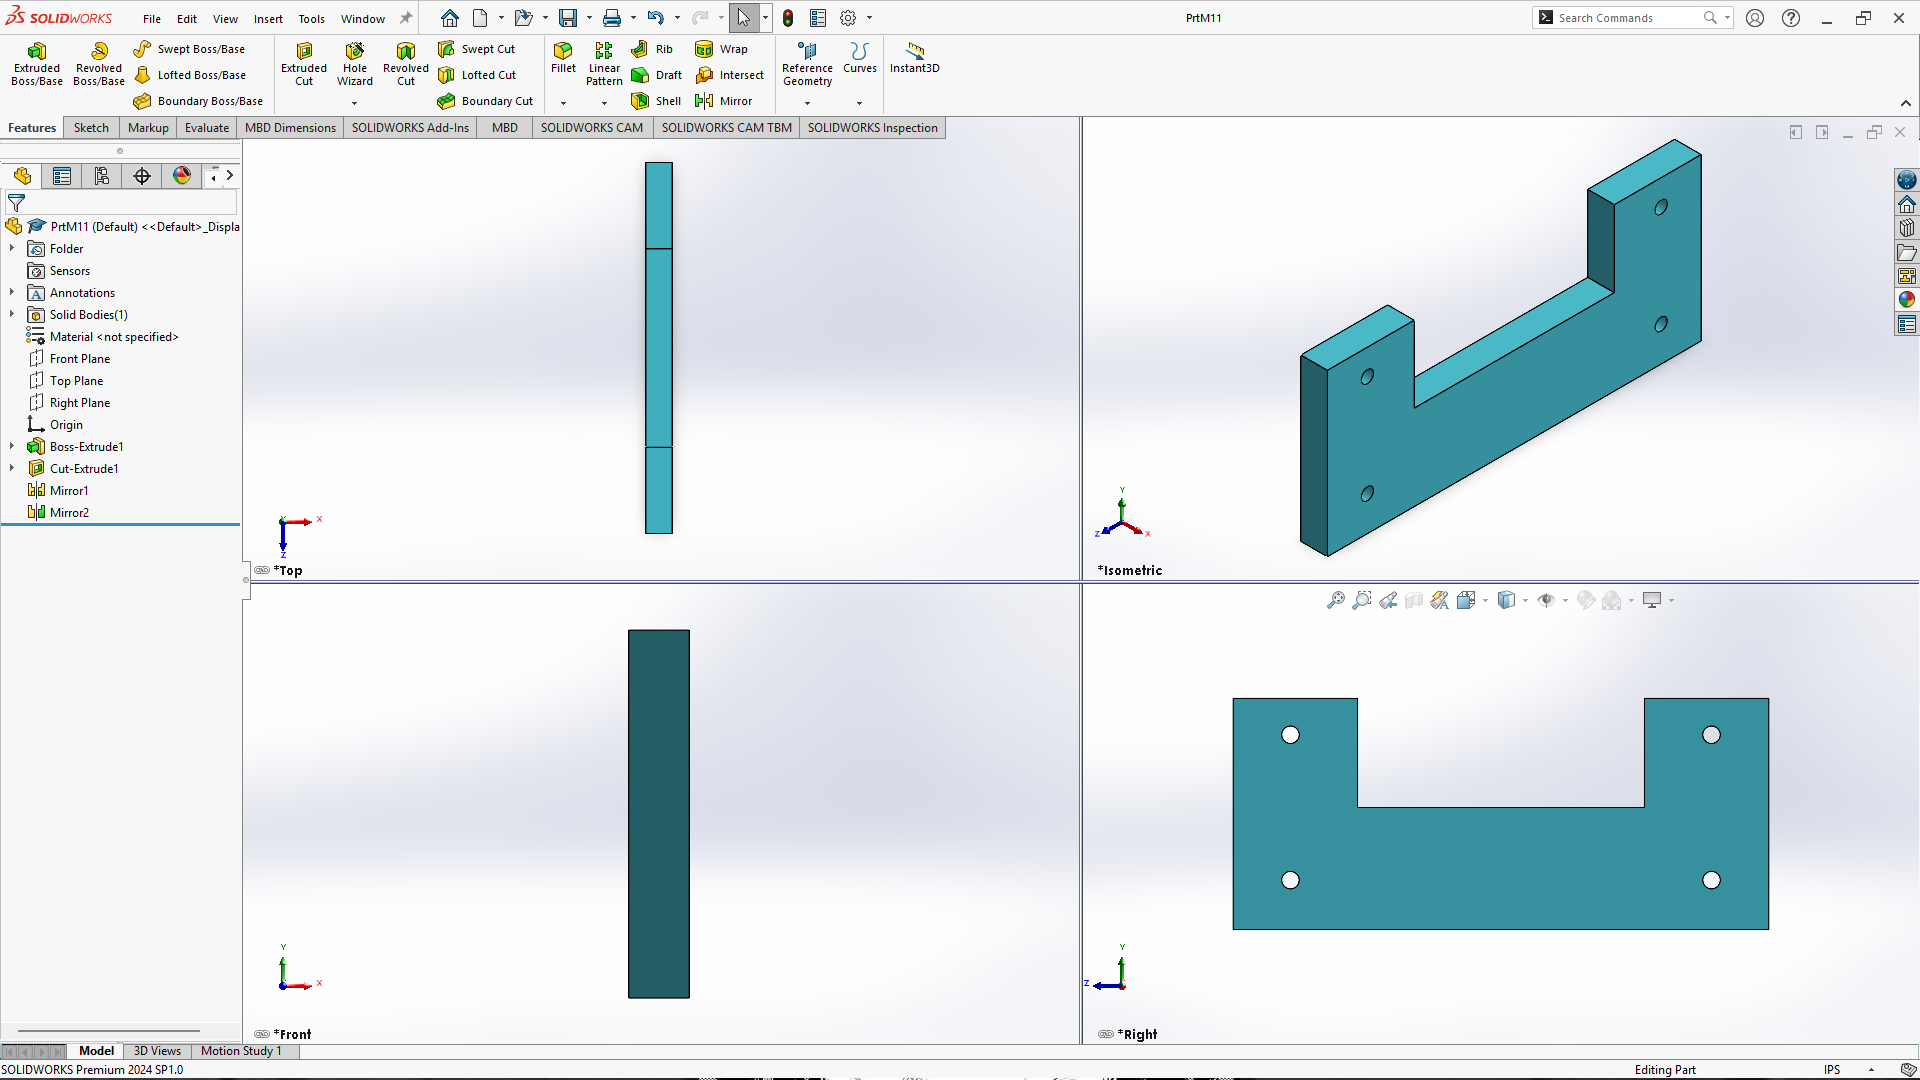 SOLIDWORKS File Edit View Insert Tools Window PrtM11 Search Commands
Extruded Boss/Base
Revolved Boss/Base
Swept Boss/Base
Lofted Boss/Base
Boundary Boss/Base
Extruded Cut
Hole Wizard
Revolved Cut
Swept Cut
Lofted Cut
Boundary Cut
Fillet
Linear Pattern
Rib
Draft
Shell
Wrap
Intersect
Mirror
Reference Geometry
Curves
Instant3D
Features Sketch Markup Evaluate MBD Dimensions SOLIDWORKS Add-Ins MBD SOLIDWORKS CAM SOLIDWORKS CAM TBM SOLIDWORKS Inspection
PrtM11 (Default) <<Default>_Displa
Folder
Sensors
Annotations
Solid Bodies(1)
Material <not specified>
Front Plane
Top Plane
Right Plane
Origin
Boss-Extrude1
Cut-Extrude1
Mirror1
Mirror2
X
Z
*Top
Y
Z
X
*Isometric
Y
X
*Front
Y
Z
*Right
Model 3D Views Motion Study 1
SOLIDWORKS Premium 2024 SP1.0 Editing Part IPS